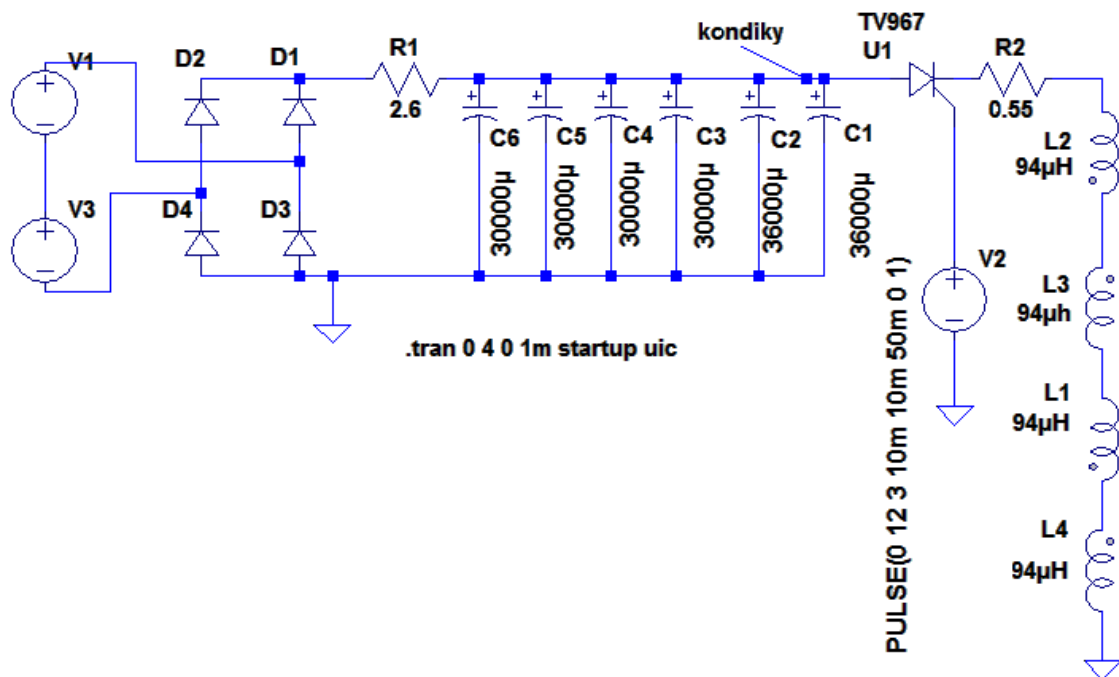 V1
D2
D1
R1
2.6
kondiky
TV967
U1
R2
0.55
C6
30000µ
C5
30000µ
C4
30000µ
C3
30000µ
C2
36000µ
C1
36000µ
L2
94µH
V3
D4
D3
V2
L3
94µh
.tran 0 4 0 1m startup uic
PULSE(0 12 3 10m 10m 50m 0 1)
L1
94µH
L4
94µH